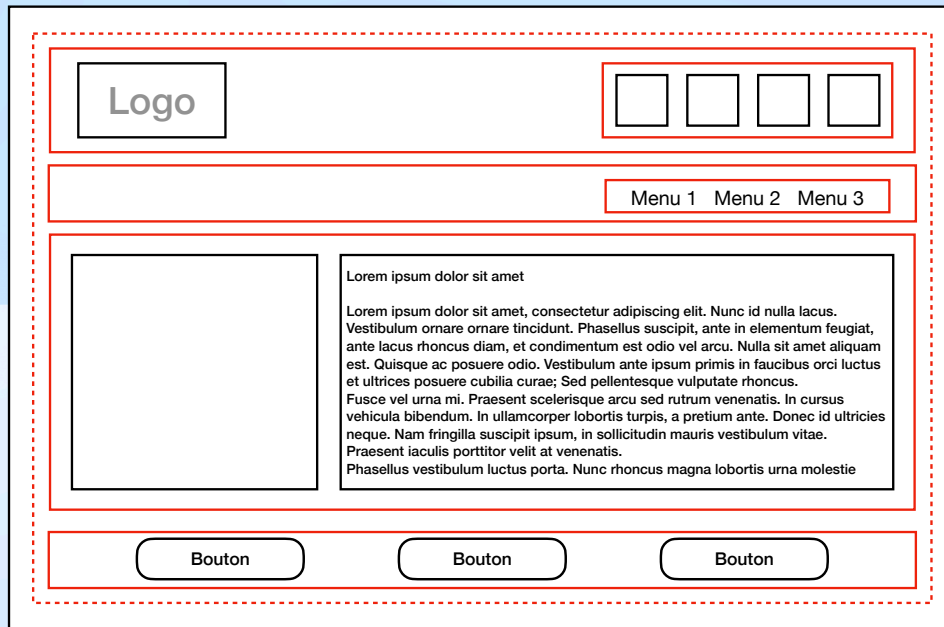 Logo
Menu 1 Menu 2 Menu 3
Lorem ipsum dolor sit amet
Lorem ipsum dolor sit amet, consectetur adipiscing elit. Nunc id nulla lacus.
Vestibulum ornare ornare tincidunt. Phasellus suscipit, ante in elementum feugiat,
ante lacus rhoncus diam, et condimentum est odio vel arcu. Nulla sit amet aliquam
est. Quisque ac posuere odio. Vestibulum ante ipsum primis in faucibus orci luctus
et ultrices posuere cubilia curae; Sed pellentesque vulputate rhoncus.
Fusce vel urna mi. Praesent scelerisque arcu sed rutrum venenatis. In cursus
vehicula bibendum. In ullamcorper lobortis turpis, a pretium ante. Donec id ultricies
neque. Nam fringilla suscipit ipsum, in sollicitudin mauris vestibulum vitae.
Praesent iaculis porttitor velit at venenatis.
Phasellus vestibulum luctus porta. Nunc rhoncus magna lobortis urna molestie
Bouton Bouton Bouton